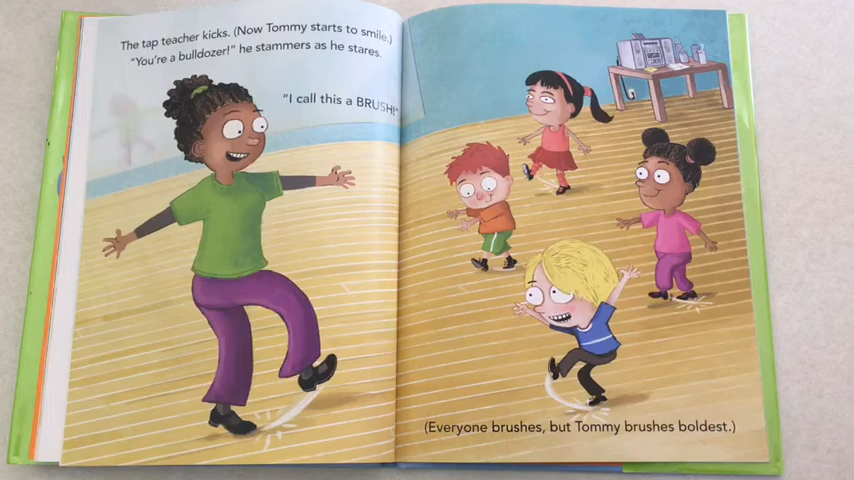 The tap teacher kicks. (Now Tommy starts to smile.)
"You're a bulldozer!" he stammers as he stares.
"I call this a BRUSH!"
(Everyone brushes, but Tommy brushes boldest.)